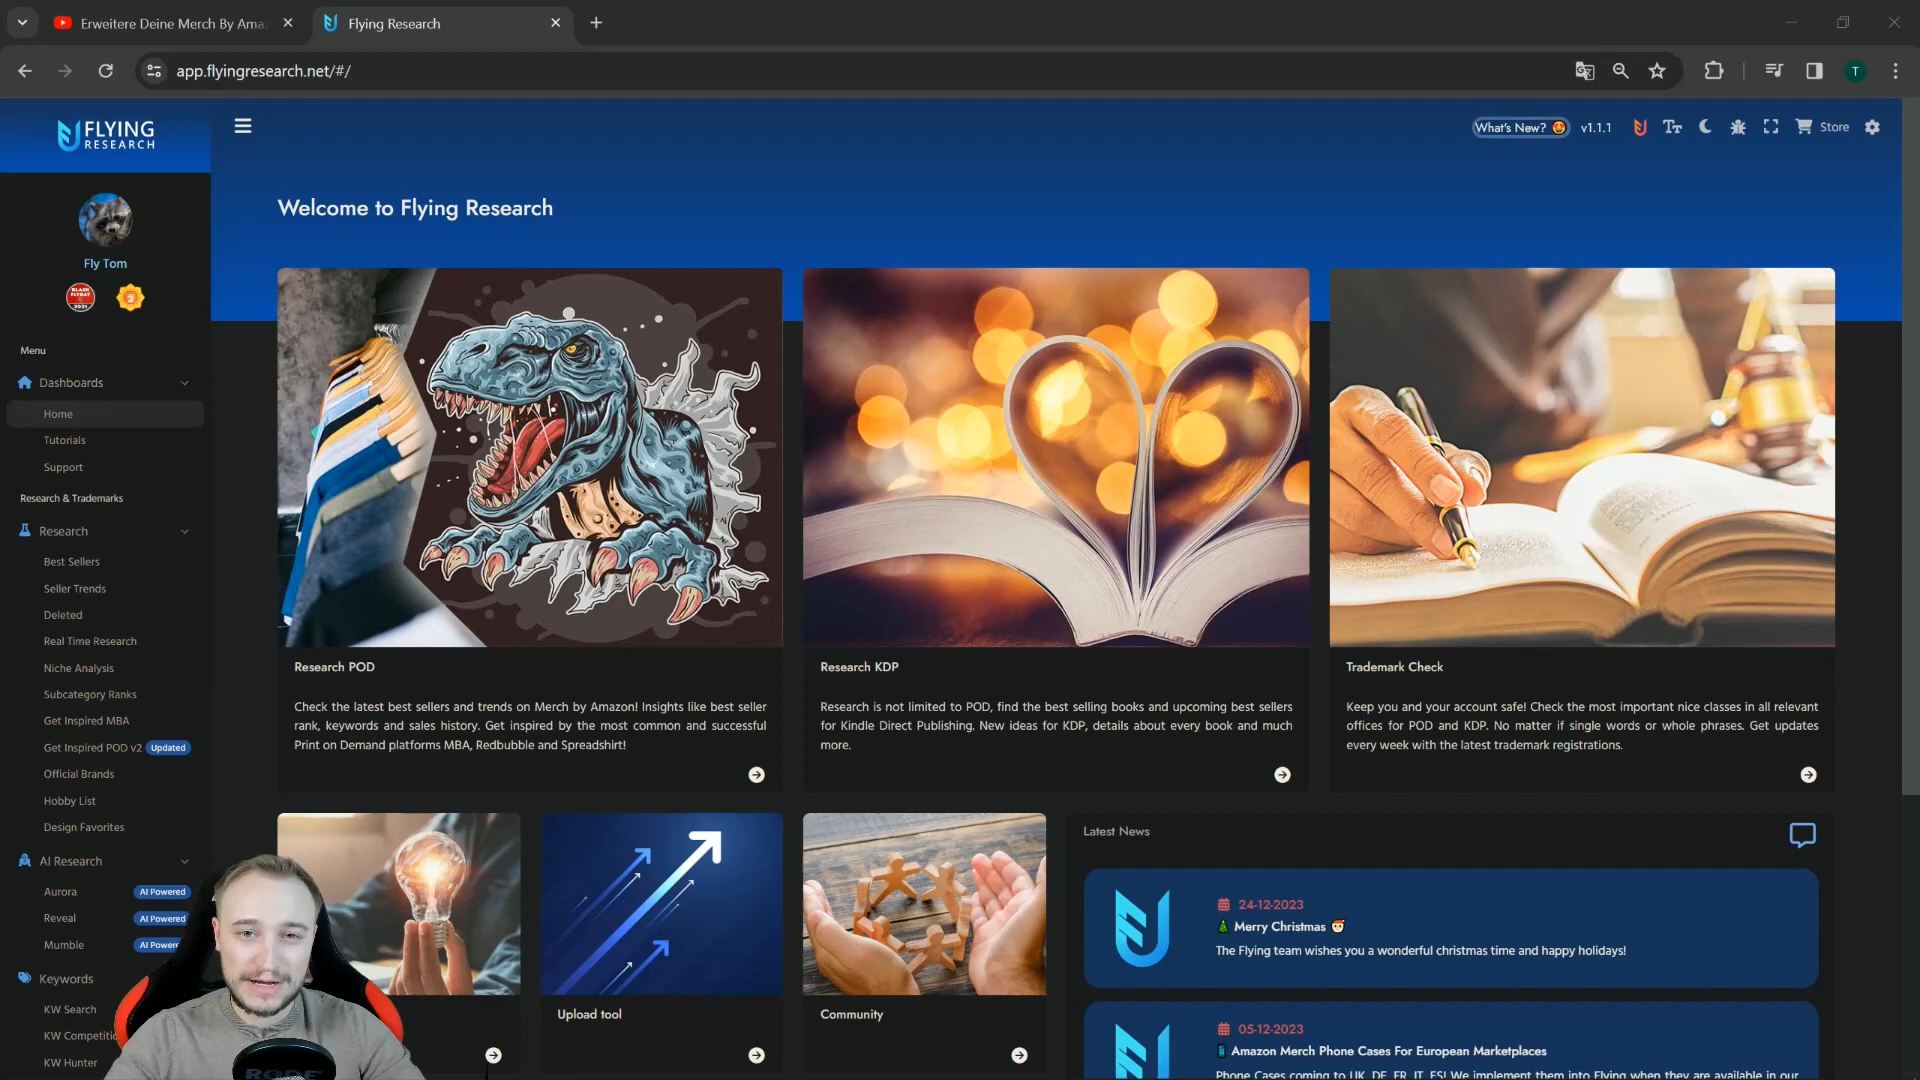 Erweitere Deine Merch By Ama
Flying Research
app.flyingresearch.net/#/
T
FLYING
RESEARCH
What's New? 🤩
v1.1.1
Store
Welcome to Flying Research
Fly Tom
Menu
Dashboards
Home
Tutorials
Support
Research & Trademarks
Research
Best Sellers
Seller Trends
Deleted
Real Time Research
Niche Analysis
Subcategory Ranks
Get Inspired MBA
Get Inspired POD v2 Updated
Official Brands
Hobby List
Design Favorites
AI Research
Aurora AI Powered
Reveal AI Powered
Mumble AI Power
Keywords
KW Search
KW Competitic
KW Hunter
Research POD
Check the latest best sellers and trends on Merch by Amazon! Insights like best seller
rank, keywords and sales history. Get inspired by the most common and successful
Print on Demand platforms MBA, Redbubble and Spreadshirt!
Research KDP
Research is not limited to POD, find the best selling books and upcoming best sellers
for Kindle Direct Publishing. New ideas for KDP, details about every book and much
more.
Trademark Check
Keep you and your account safe! Check the most important nice classes in all relevant
offices for POD and KDP. No matter if single words or whole phrases. Get updates
every week with the latest trademark registrations.
Upload tool
Community
Latest News
24-12-2023
🎄 Merry Christmas 🎅
The Flying team wishes you a wonderful christmas time and happy holidays!
05-12-2023
📱 Amazon Merch Phone Cases For European Marketplaces
Phone Cases coming to UK, DE, FR, IT, ES! We implement them into Flying when they are available in our
RODE